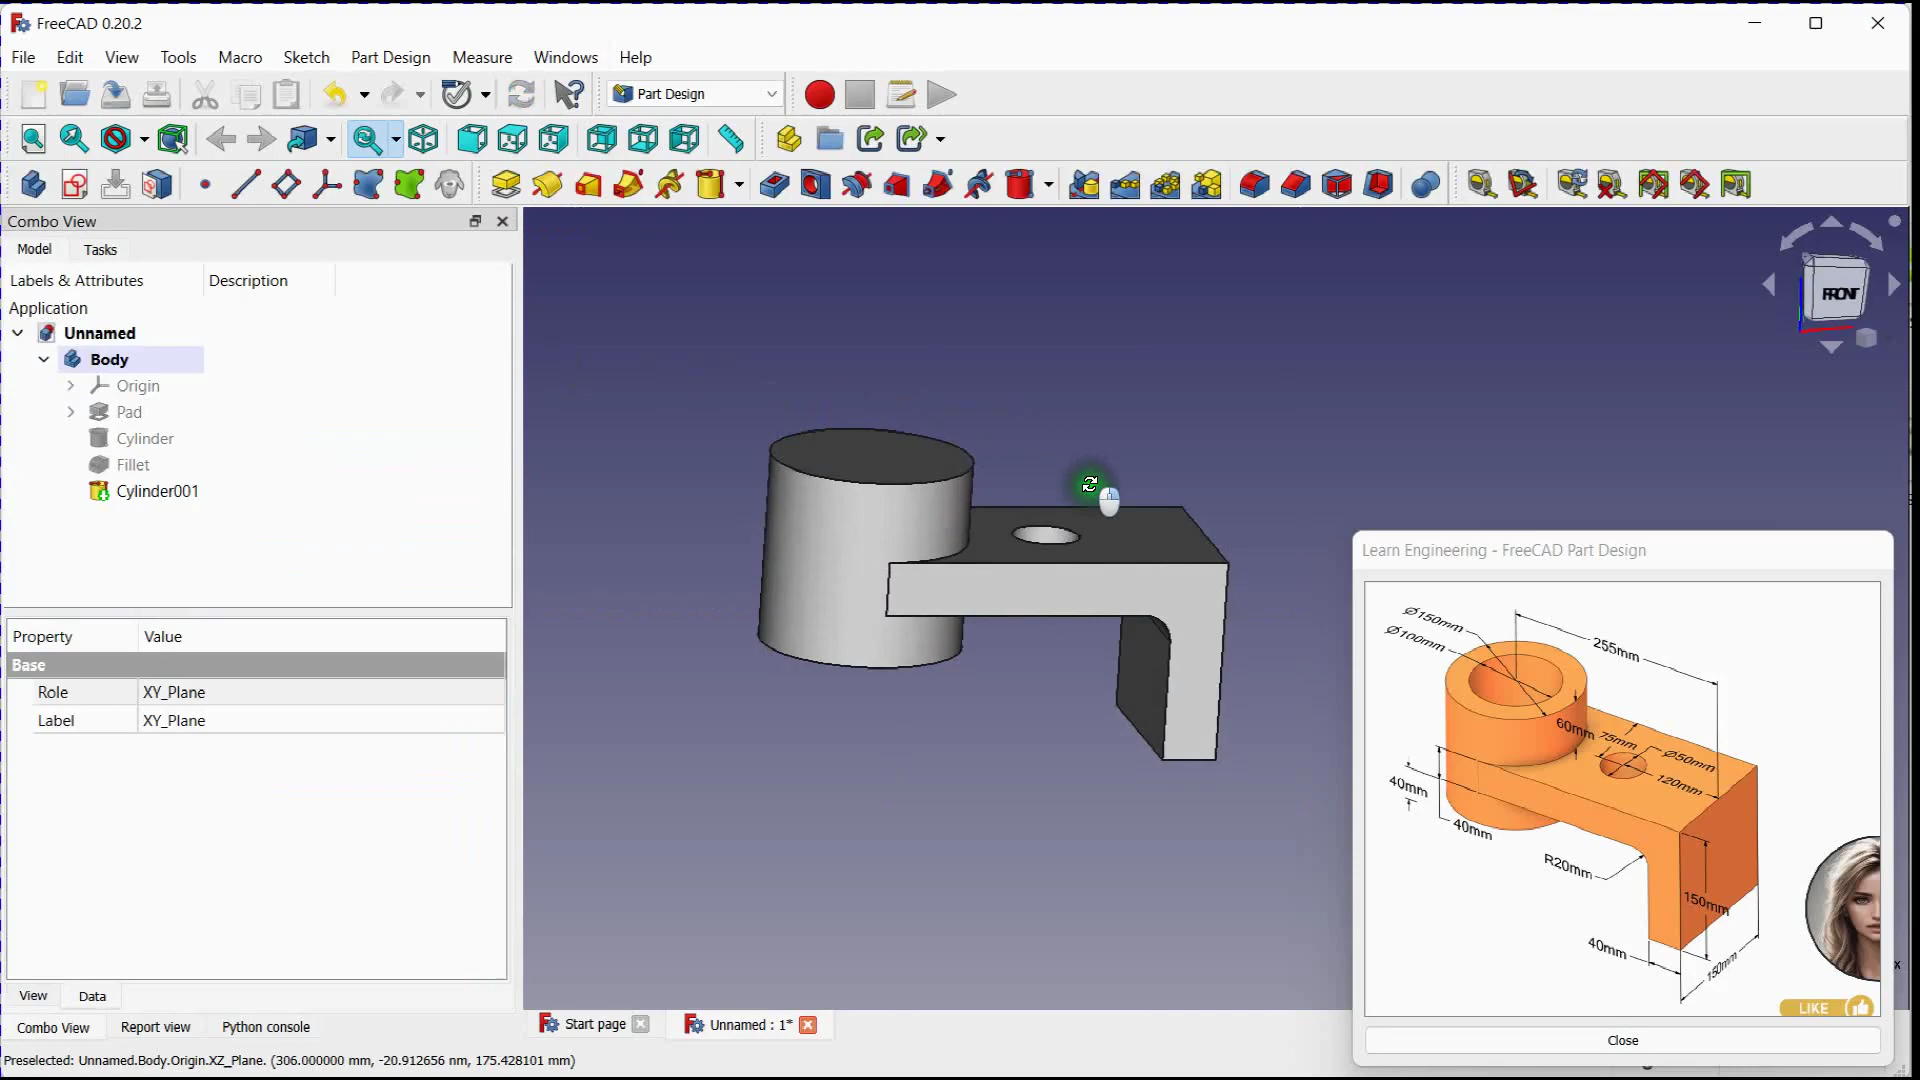 FreeCAD 0.20.2
File Edit View Tools Macro Sketch Part Design Measure Windows Help
Part Design
Combo View
Model Tasks
Labels & Attributes Description
Application
Unnamed
Body
Origin
Pad
Cylinder
Fillet
Cylinder001
FRONT
Property Value
Base
Role XY_Plane
Label XY_Plane
View Data
Combo View Report view Python console
Start page
Unnamed : 1*
Preselected: Unnamed.Body.Origin.XZ_Plane. (306.000000 mm, -20.912656 nm, 175.428101 mm)
Learn Engineering - FreeCAD Part Design
Ø150mm
Ø100mm
255mm
60mm
75mm
Ø50mm
120mm
40mm
40mm
R20mm
150mm
40mm
150mm
LIKE
Close